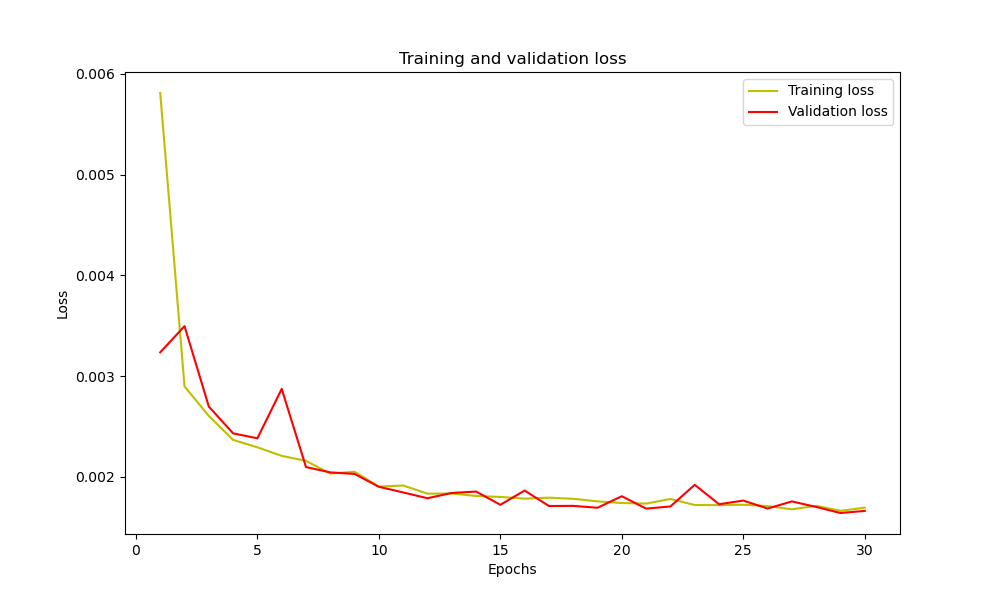 Training and validation loss
0.006
0.005
0.004
0.003
0.002
Loss
Training loss
Validation loss
0 5 10 15 20 25 30
Epochs